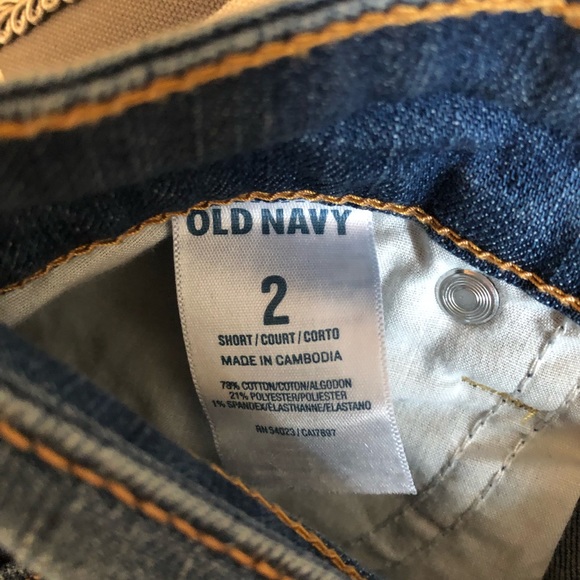 OLD NAVY
2
SHORT / COURT / CORTO
MADE IN CAMBODIA
78% COTTON/COTON/ALGODON
21% POLYESTER/POLIESTER
1% SPANDEX/ÉLASTHANNE/ELASTANO
RN 54023 / CA17897